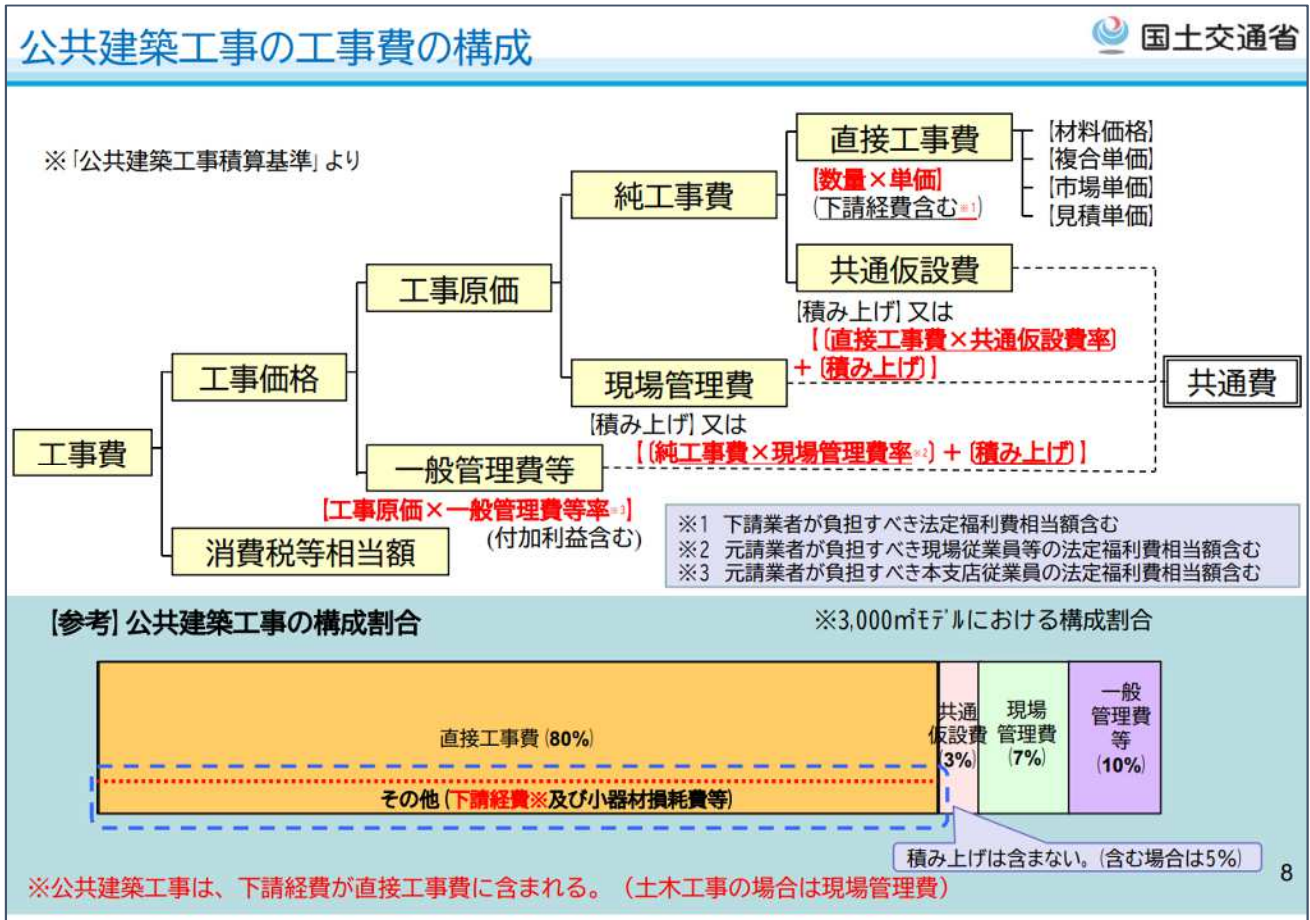 公共建築工事の工事費の構成
国土交通省
※「公共建築工事積算基準」より
直接工事費
【数量×単価】
(下請経費含む※1)
【材料価格】
【複合単価】
【市場単価】
【見積単価】
純工事費
共通仮設費
【積み上げ】又は
【〔直接工事費×共通仮設費率〕
+〔積み上げ〕】
工事原価
現場管理費
【積み上げ】又は
【〔純工事費×現場管理費率※2〕+〔積み上げ〕】
共通費
工事価格
工事費
一般管理費等
【工事原価×一般管理費等率※3】
(付加利益含む)
消費税等相当額
※1 下請業者が負担すべき法定福利費相当額含む
※2 元請業者が負担すべき現場従業員等の法定福利費相当額含む
※3 元請業者が負担すべき本支店従業員の法定福利費相当額含む
【参考】公共建築工事の構成割合
※3,000㎡モデルにおける構成割合
直接工事費(80%)
その他(下請経費※及び小器材損耗費等)
共通
仮設費
(3%)
現場
管理費
(7%)
一般
管理費
等
(10%)
積み上げは含まない。(含む場合は5%)
※公共建築工事は、下請経費が直接工事費に含まれる。（土木工事の場合は現場管理費）
8